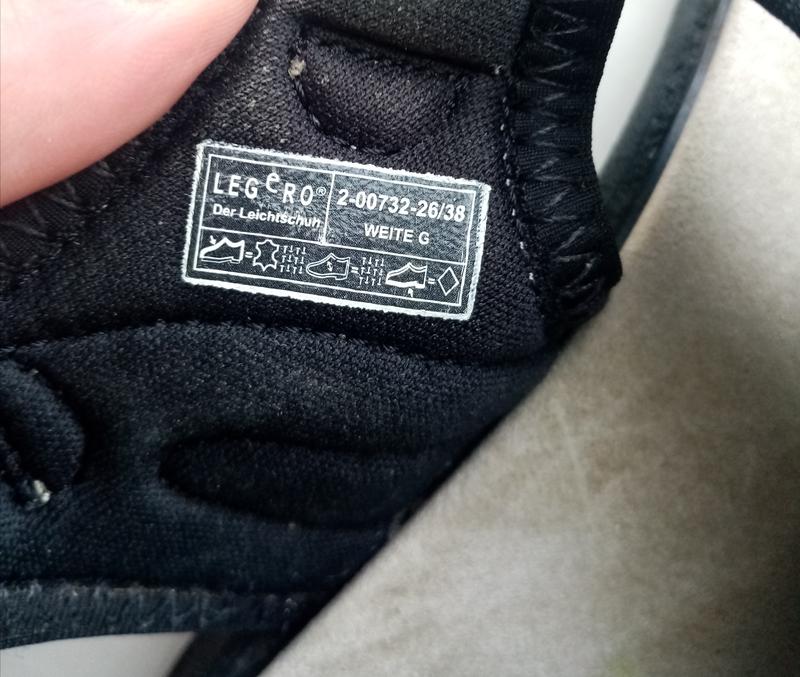 LEGeRO®
Der Leichtschuh
2-00732-26/38
WEITE G